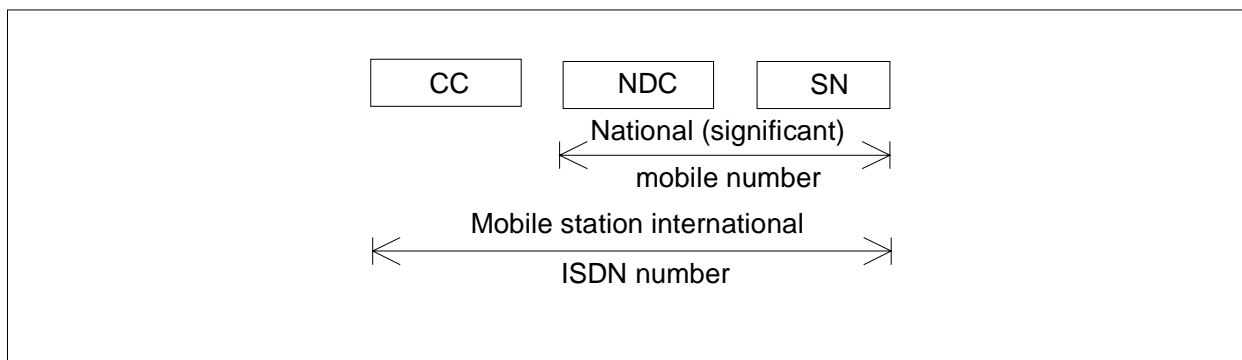 CC NDC SN
National (significant)
mobile number
Mobile station international
ISDN number